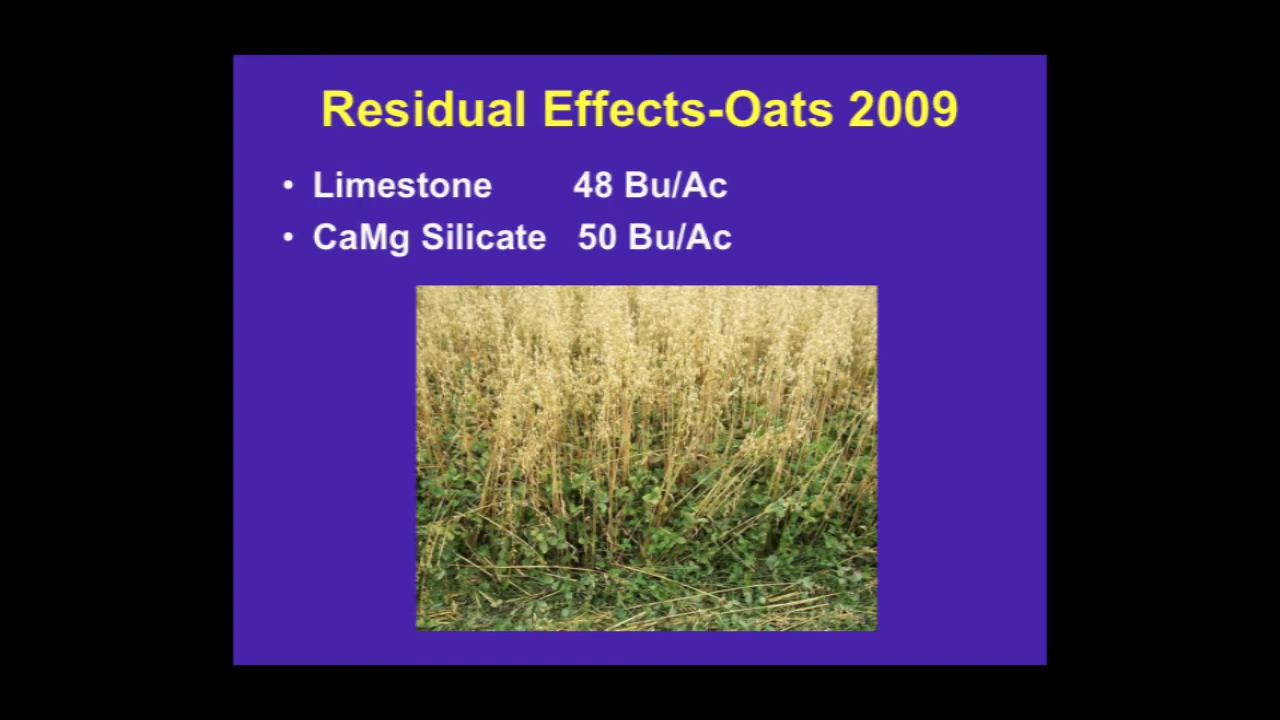 Residual Effects-Oats 2009
• Limestone 48 Bu/Ac
• CaMg Silicate 50 Bu/Ac